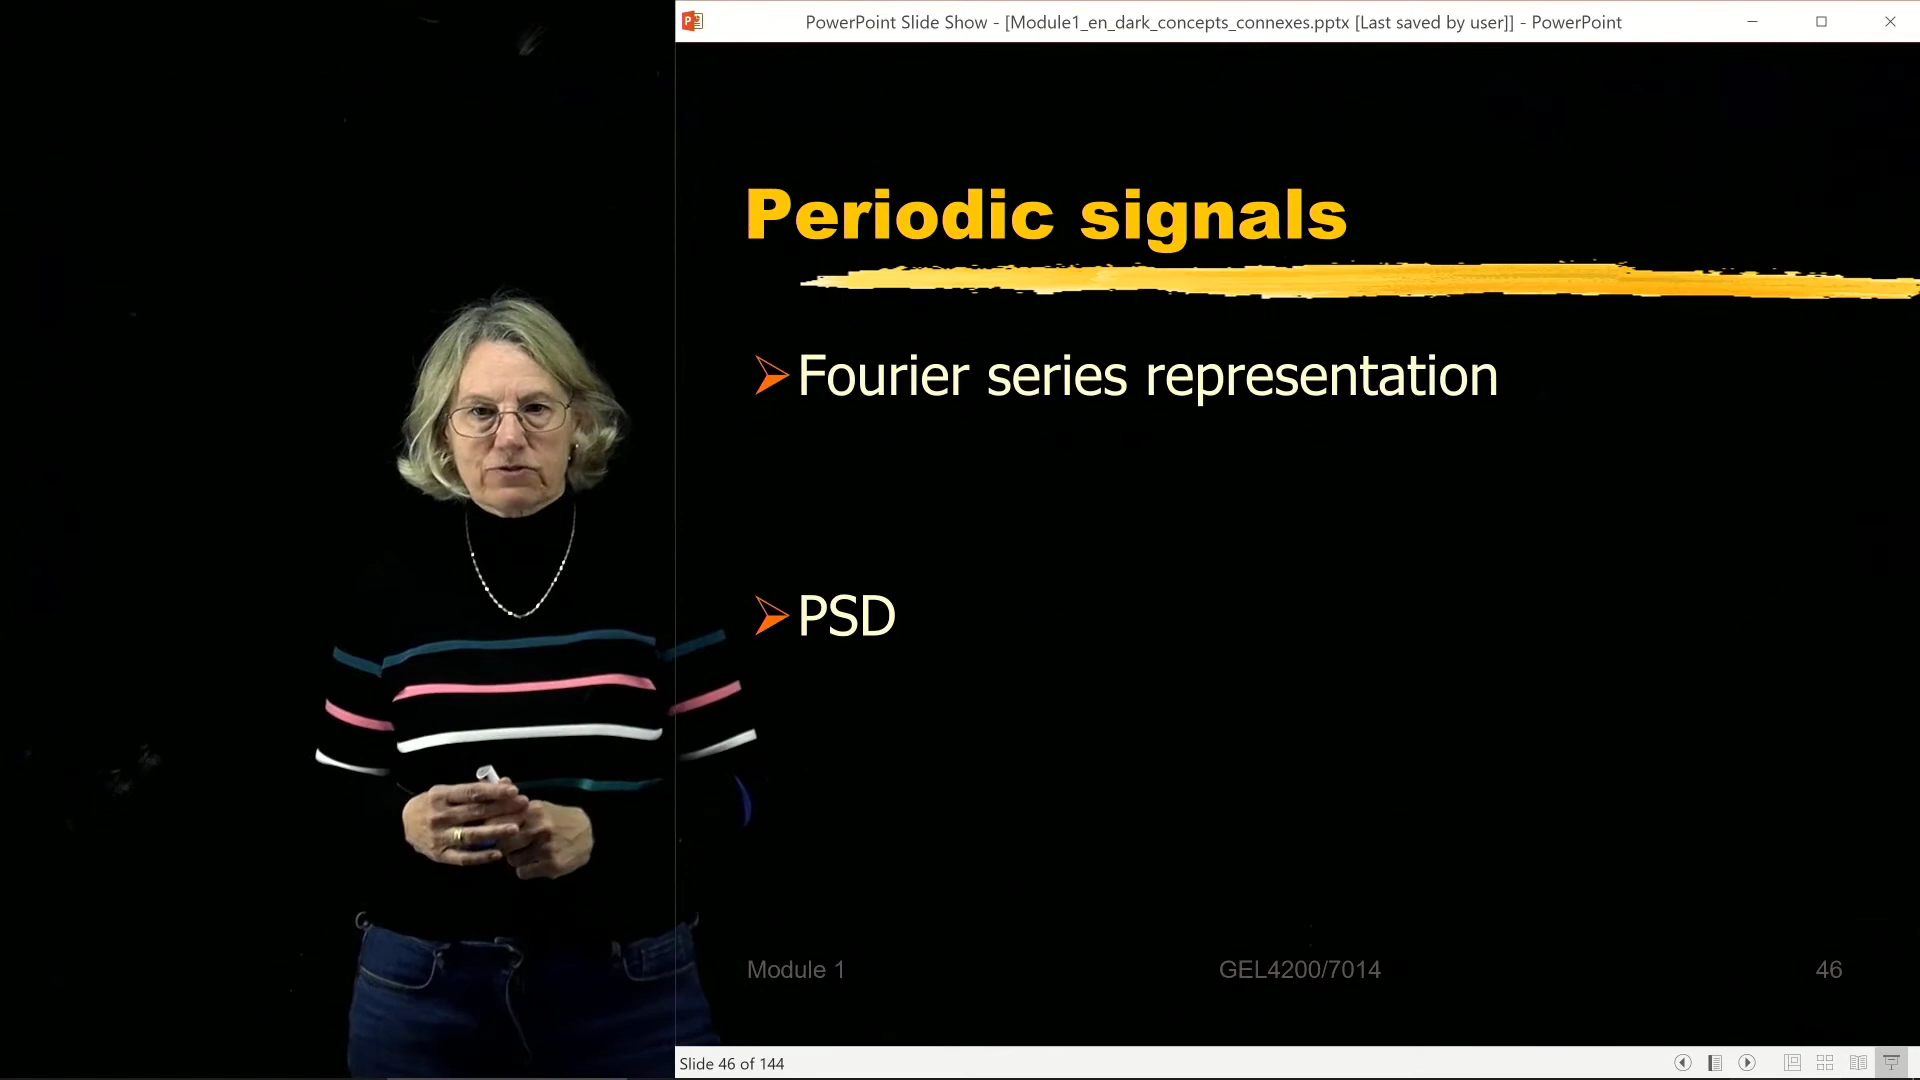 PowerPoint Slide Show - [Module1_en_dark_concepts_connexes.pptx [Last saved by user]] - PowerPoint
Periodic signals
Fourier series representation
PSD
Module 1 GEL4200/7014 46
Slide 46 of 144